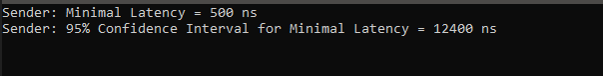 Sender: Minimal Latency = 500 ns
Sender: 95% Confidence Interval for Minimal Latency = 12400 ns